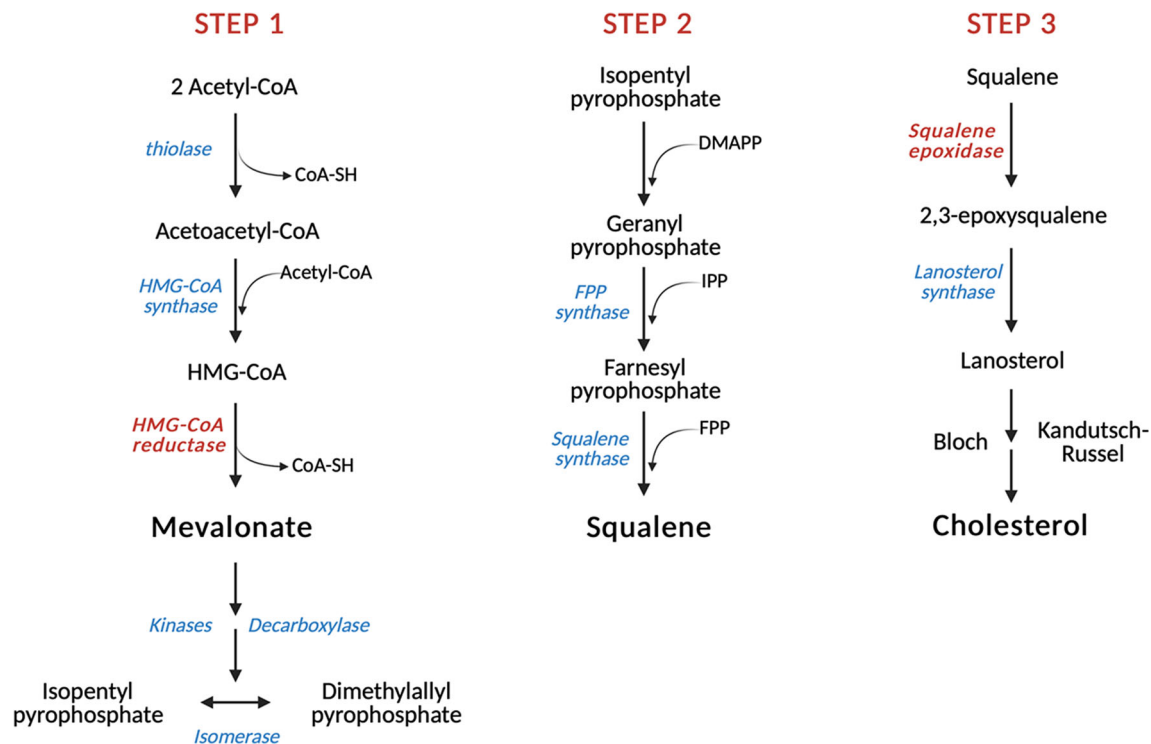 STEP 1
2 Acetyl-CoA
thiolase
CoA-SH
Acetoacetyl-CoA
Acetyl-CoA
HMG-CoA
synthase
HMG-CoA
HMG-CoA
reductase
CoA-SH
Mevalonate
Kinases
Decarboxylase
Isopentyl
pyrophosphate
Dimethylallyl
pyrophosphate
Isomerase
STEP 2
Isopentyl
pyrophosphate
DMAPP
Geranyl
pyrophosphate
IPP
FPP
synthase
Farnesyl
pyrophosphate
FPP
Squalene
synthase
Squalene
STEP 3
Squalene
Squalene
epoxidase
2,3-epoxysqualene
Lanosterol
synthase
Lanosterol
Bloch
Kandutsch-
Russel
Cholesterol